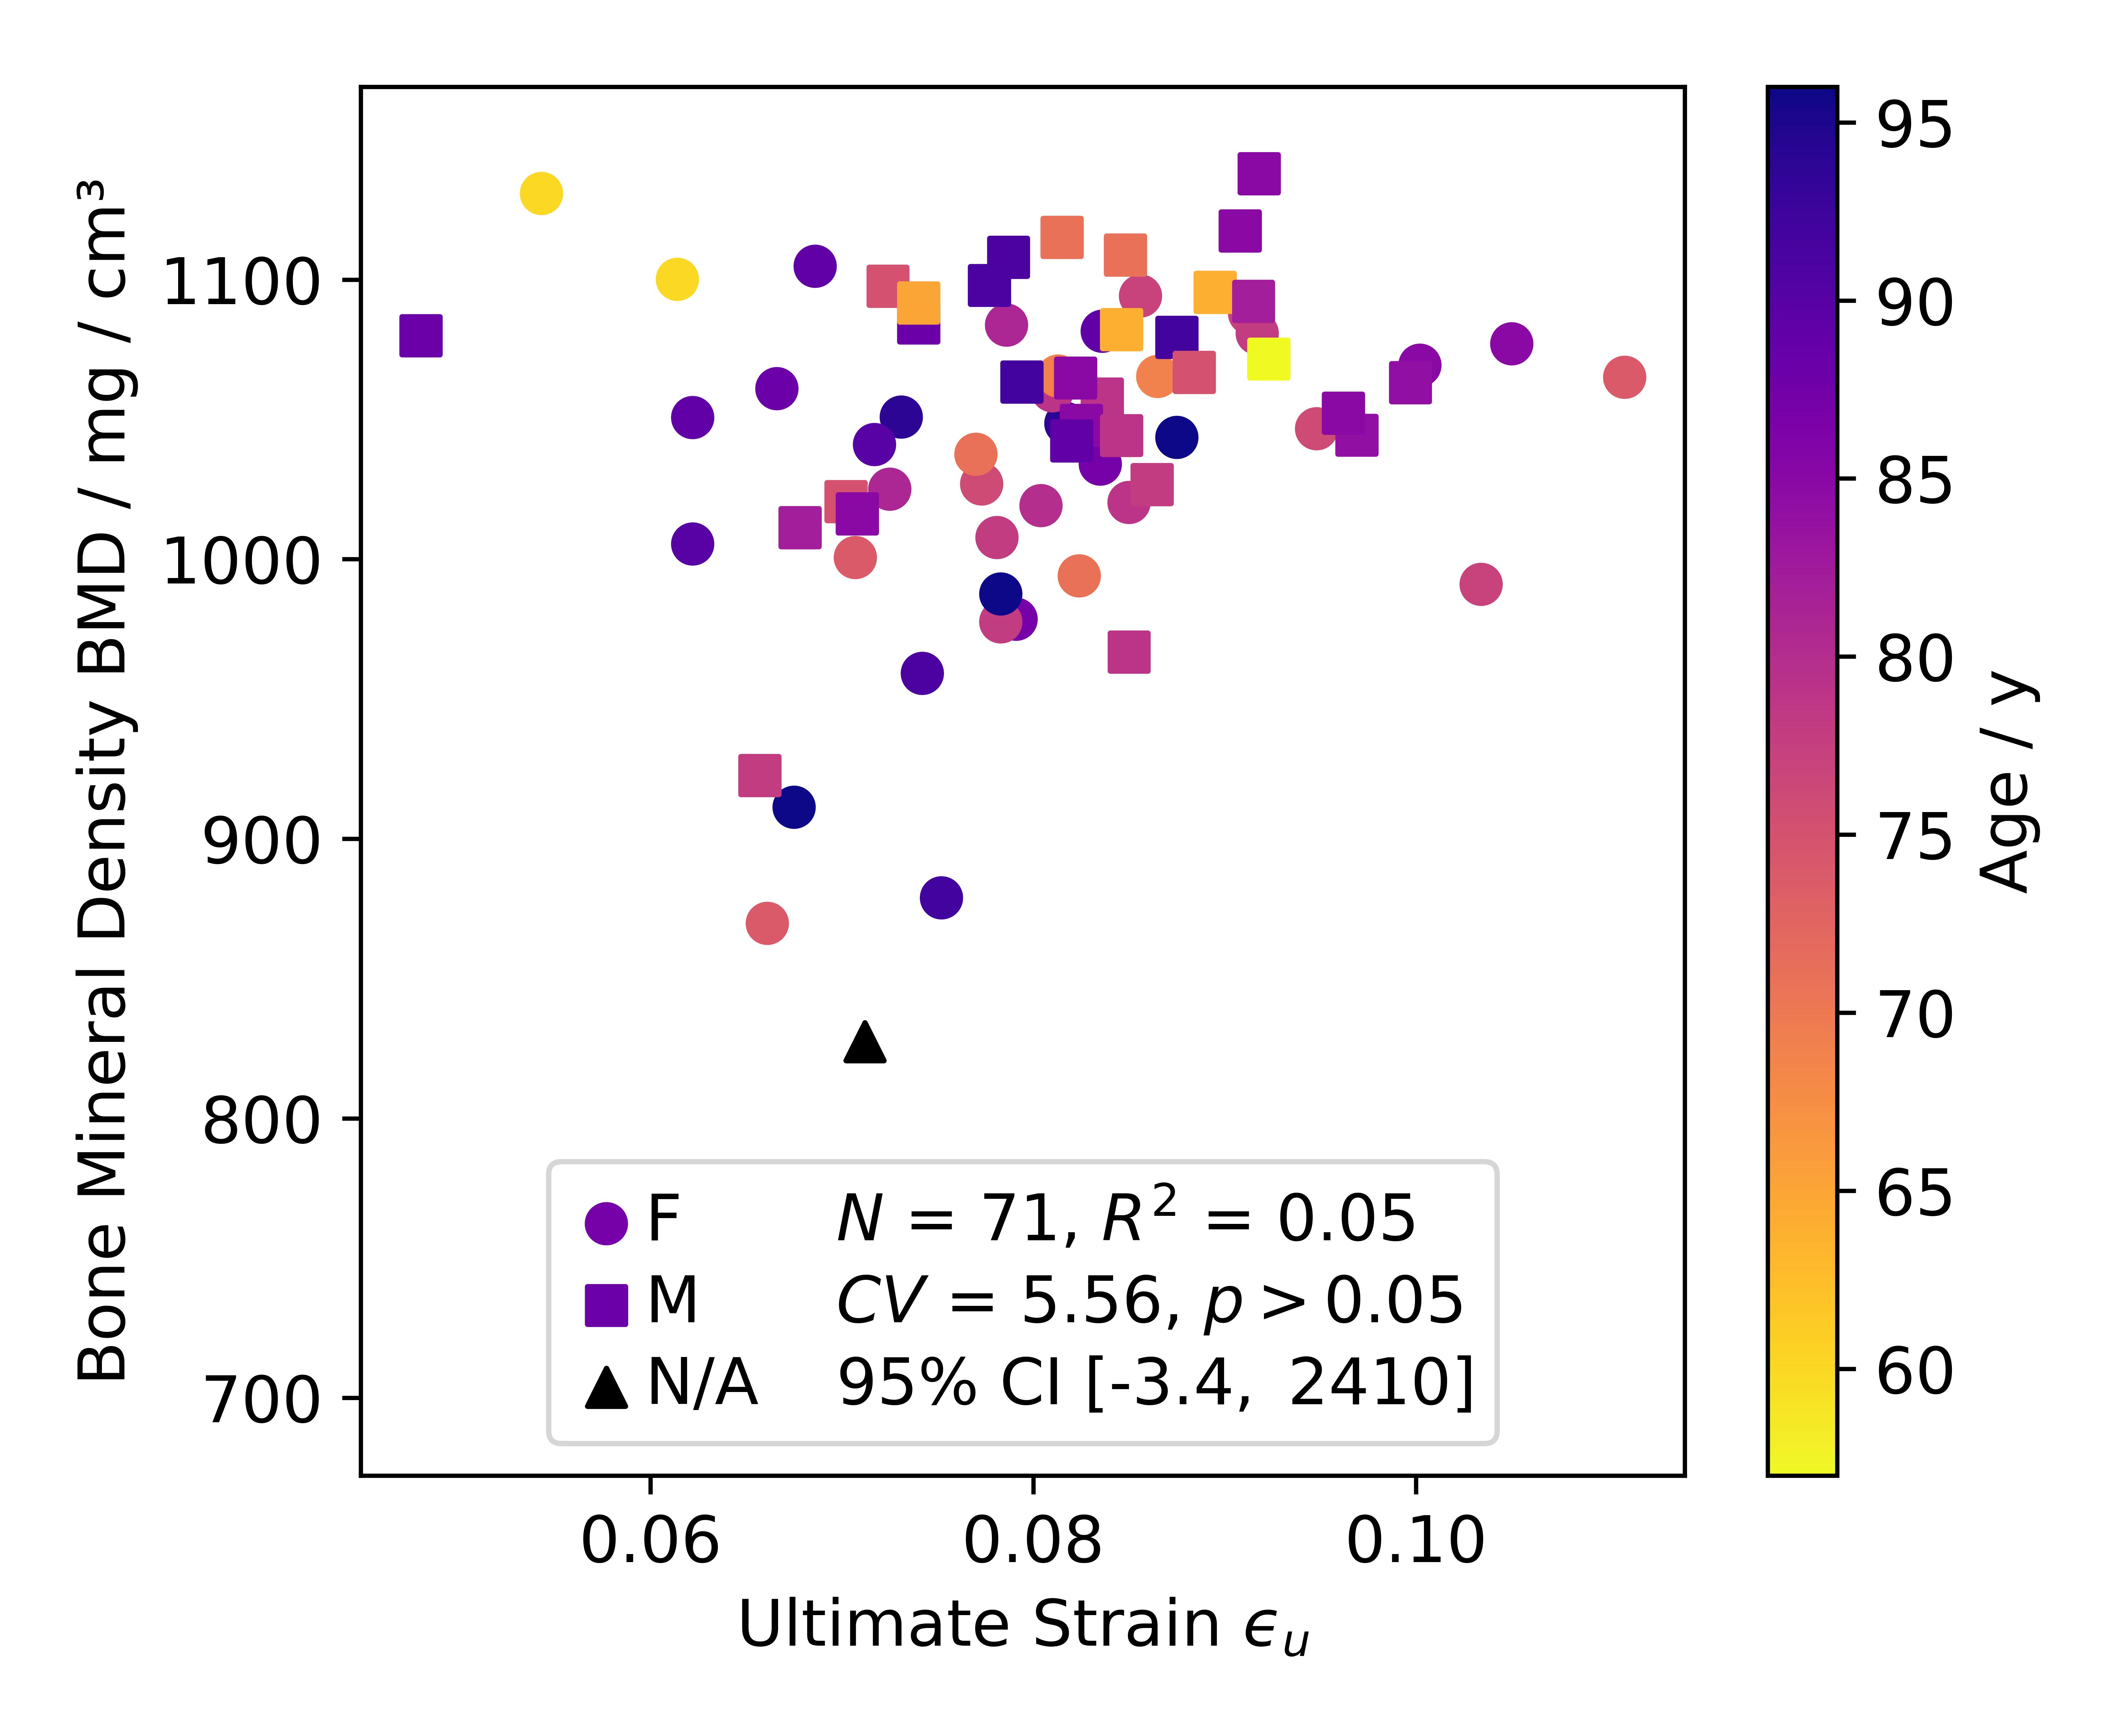 Bone Mineral Density BMD / mg / cm³
1100
1000
900
800
700
F N = 71, R² = 0.05
M CV = 5.56, p > 0.05
N/A 95% CI [-3.4, 2410]
0.06 0.08 0.10
Ultimate Strain ϵᵤ
95
90
85
80
75
70
65
60
Age / y